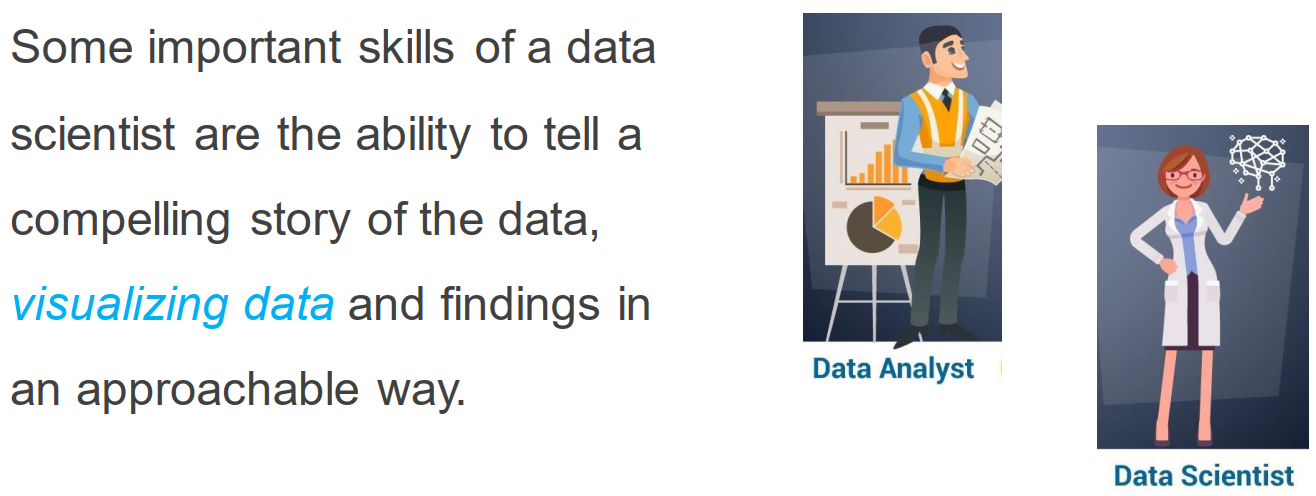 Some important skills of a data
scientist are the ability to tell a
compelling story of the data,
visualizing data and findings in
an approachable way.
Data Analyst
Data Scientist